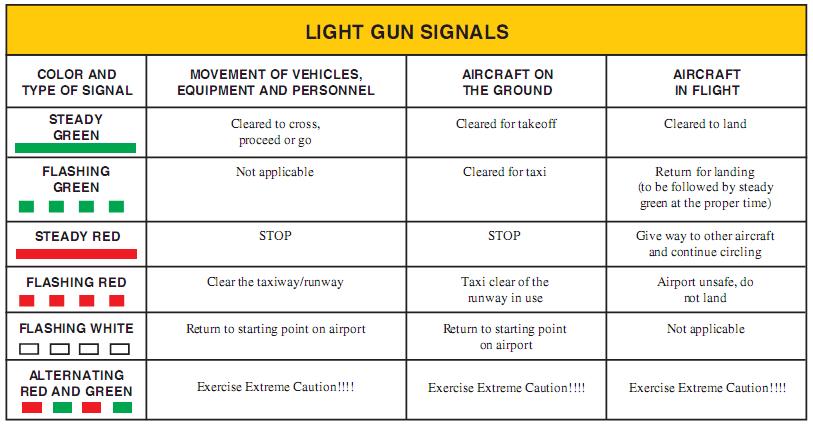 LIGHT GUN SIGNALS
COLOR AND
TYPE OF SIGNAL
MOVEMENT OF VEHICLES,
EQUIPMENT AND PERSONNEL
AIRCRAFT ON
THE GROUND
AIRCRAFT
IN FLIGHT
STEADY
GREEN
Cleared to cross,
proceed or go
Cleared for takeoff
Cleared to land
FLASHING
GREEN
Not applicable
Cleared for taxi
Return for landing
(to be followed by steady
green at the proper time)
STEADY RED
STOP
STOP
Give way to other aircraft
and continue circling
FLASHING RED
Clear the taxiway/runway
Taxi clear of the
runway in use
Airport unsafe, do
not land
FLASHING WHITE
Return to starting point on airport
Return to starting point
on airport
Not applicable
ALTERNATING
RED AND GREEN
Exercise Extreme Caution!!!!
Exercise Extreme Caution!!!!
Exercise Extreme Caution!!!!